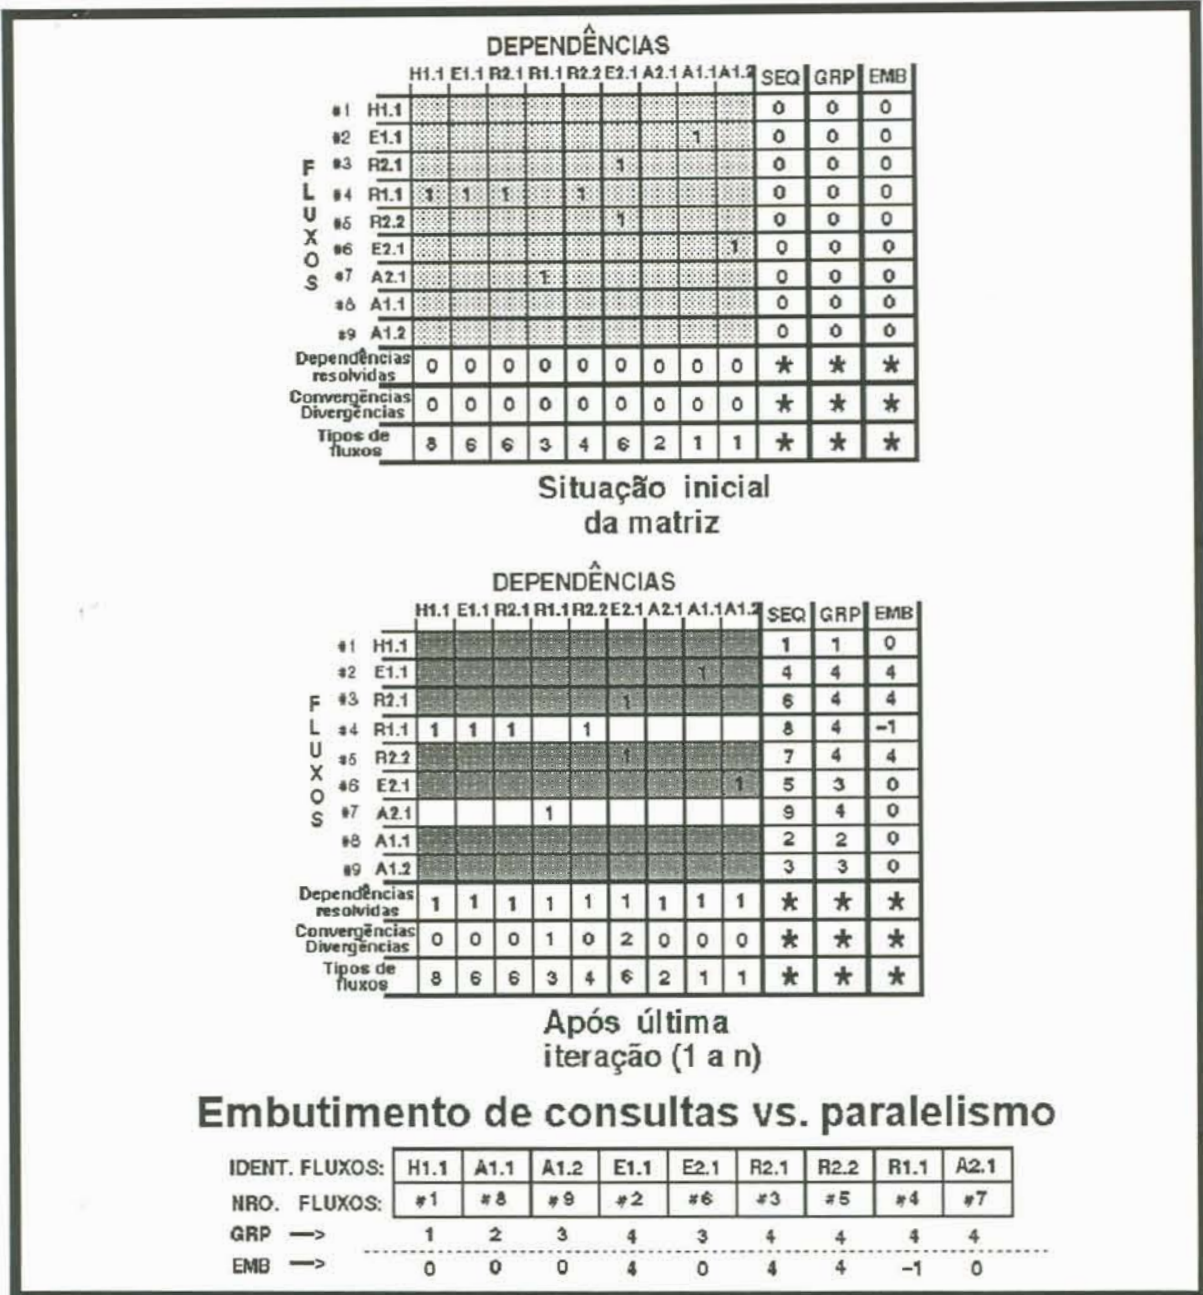 DEPENDÊNCIAS
H1.1 E1.1 R2.1 R1.1 R2.2 E2.1 A2.1 A1.1 A1.2 SEQ GRP EMB
FLUXOS
#1 H1.1 0 0 0
#2 E1.1 1 0 0 0
#3 R2.1 1 0 0 0
#4 R1.1 1 1 1 1 0 0 0
#5 R2.2 1 0 0 0
#6 E2.1 1 0 0 0
#7 A2.1 1 0 0 0
#8 A1.1 0 0 0
#9 A1.2 0 0 0
Dependências resolvidas 0 0 0 0 0 0 0 0 0 * * *
Convergências Divergências 0 0 0 0 0 0 0 0 0 * * *
Tipos de fluxos 8 6 6 3 4 6 2 1 1 * * *
Situação inicial
da matriz
DEPENDÊNCIAS
H1.1 E1.1 R2.1 R1.1 R2.2 E2.1 A2.1 A1.1 A1.2 SEQ GRP EMB
FLUXOS
#1 H1.1 1 1 0
#2 E1.1 1 4 4 4
#3 R2.1 1 6 4 4
#4 R1.1 1 1 1 1 8 4 -1
#5 R2.2 1 7 4 4
#6 E2.1 1 5 3 0
#7 A2.1 1 9 4 0
#8 A1.1 2 2 0
#9 A1.2 3 3 0
Dependências resolvidas 1 1 1 1 1 1 1 1 1 * * *
Convergências Divergências 0 0 0 1 0 2 0 0 0 * * *
Tipos de fluxos 8 6 6 3 4 6 2 1 1 * * *
Após última
iteração (1 a n)
Embutimento de consultas vs. paralelismo
IDENT. FLUXOS: H1.1 A1.1 A1.2 E1.1 E2.1 R2.1 R2.2 R1.1 A2.1
NRO. FLUXOS: #1 #8 #9 #2 #6 #3 #5 #4 #7
GRP —> 1 2 3 4 3 4 4 4 4
EMB —> 0 0 0 4 0 4 4 -1 0